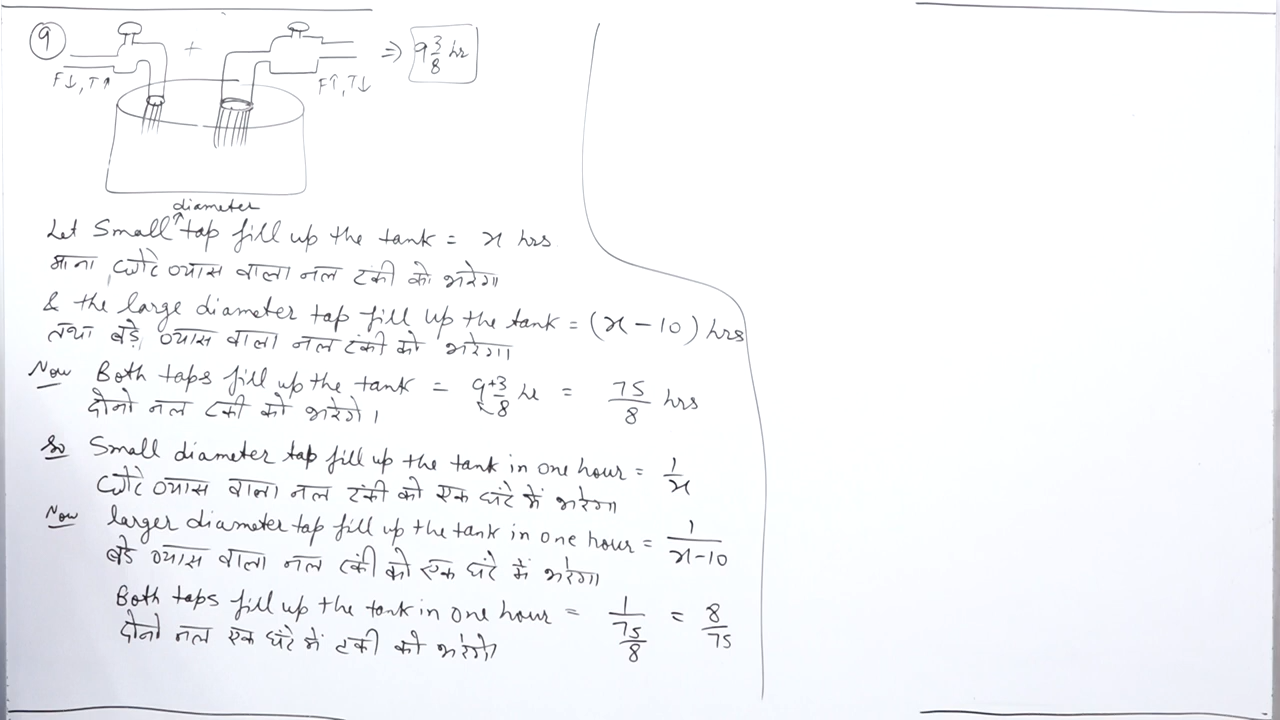 9 + ⇒ 9 3/8 hr
F↓, T↑ F↑, T↓
diameter
Let Small tap fill up the tank = x hrs
माना छोटे व्यास वाला नल टंकी को भरेगा
& the large diameter tap fill up the tank = (x – 10) hrs
तथा बड़े व्यास वाला नल टंकी को भरेगा।
Now Both taps fill up the tank = 9 3/8 hr = 75/8 hrs
दोनो नल टंकी को भरेंगे।
So Small diameter tap fill up the tank in one hour = 1/x
छोटे व्यास वाला नल टंकी को एक घंटे में भरेगा
Now larger diameter tap fill up the tank in one hour = 1/(x–10)
बड़े व्यास वाला नल टंकी को एक घंटे में भरेगा
Both taps fill up the tank in one hour = 1/(75/8) = 8/75
दोनो नल एक घंटे में टंकी को भरेंगे